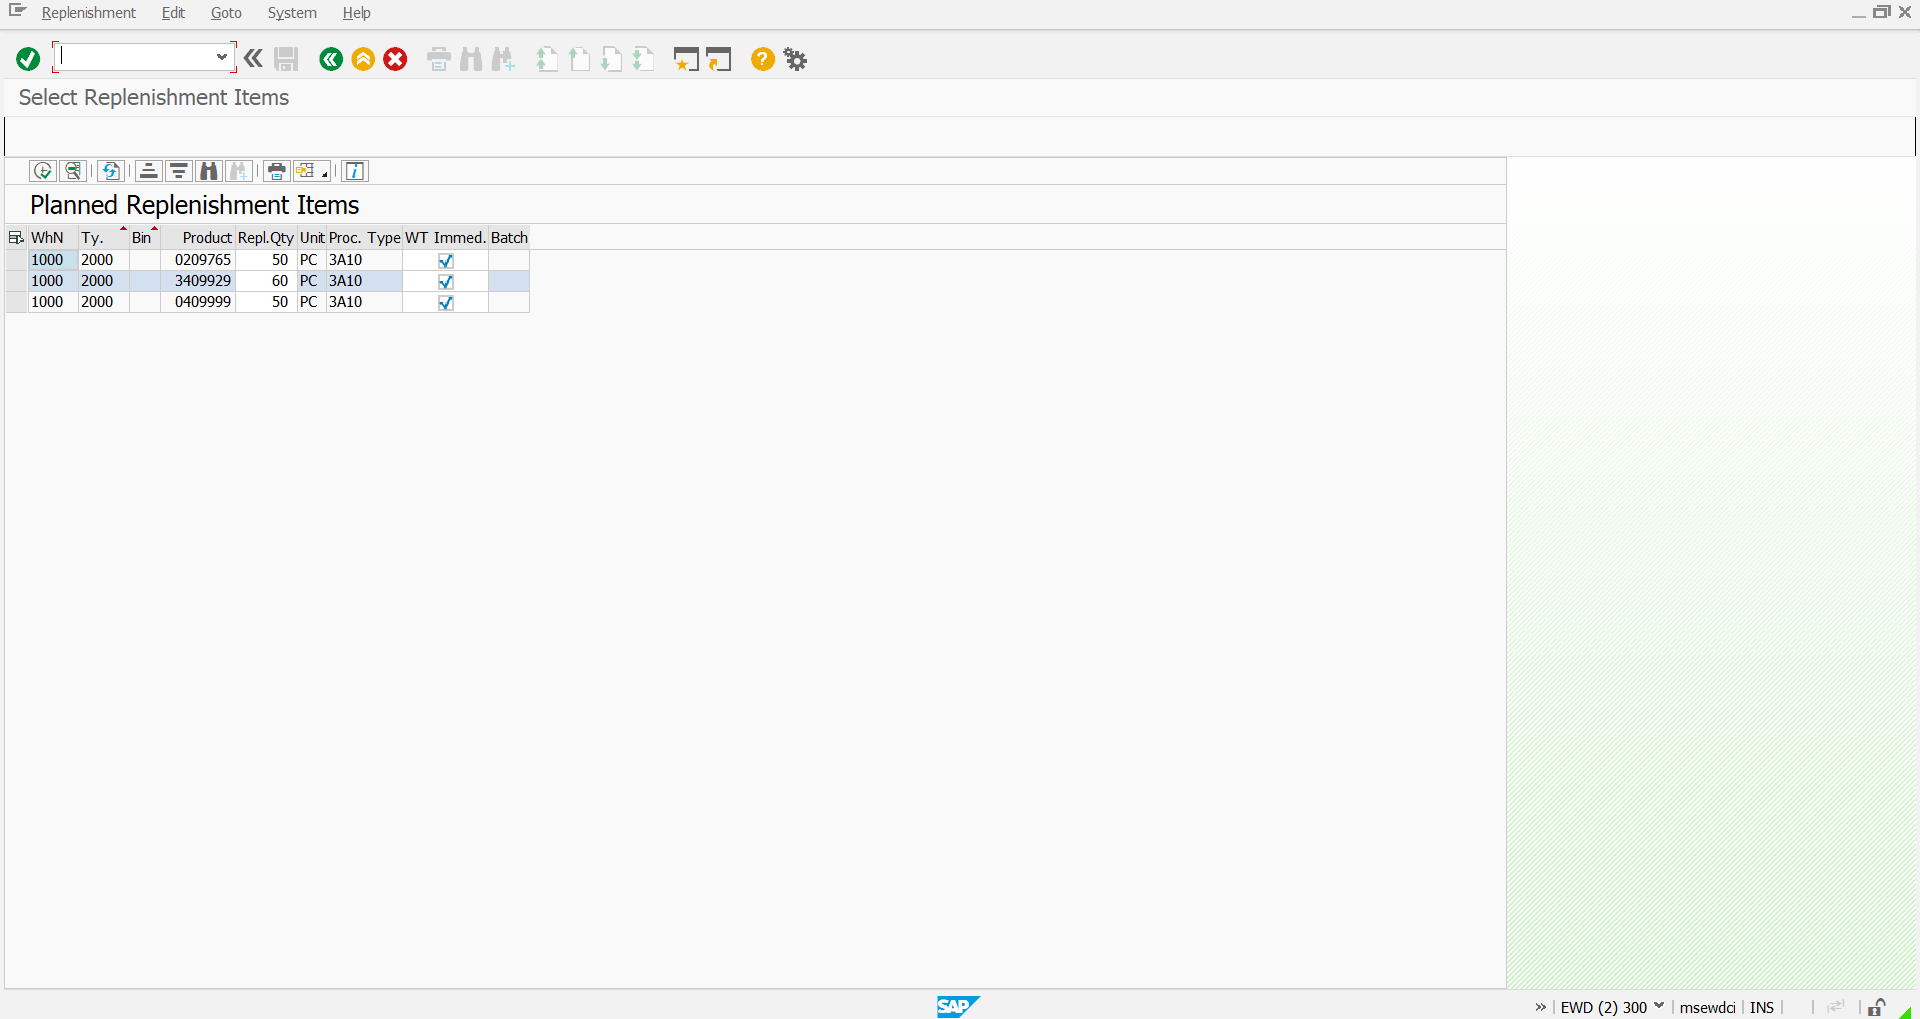 Replenishment Edit Goto System Help
Select Replenishment Items
Planned Replenishment Items
WhN Ty. Bin Product Repl.Qty Unit Proc. Type WT Immed. Batch
1000 2000 0209765 50 PC 3A10
1000 2000 3409929 60 PC 3A10
1000 2000 0409999 50 PC 3A10
SAP
EWD (2) 300 msewdci INS